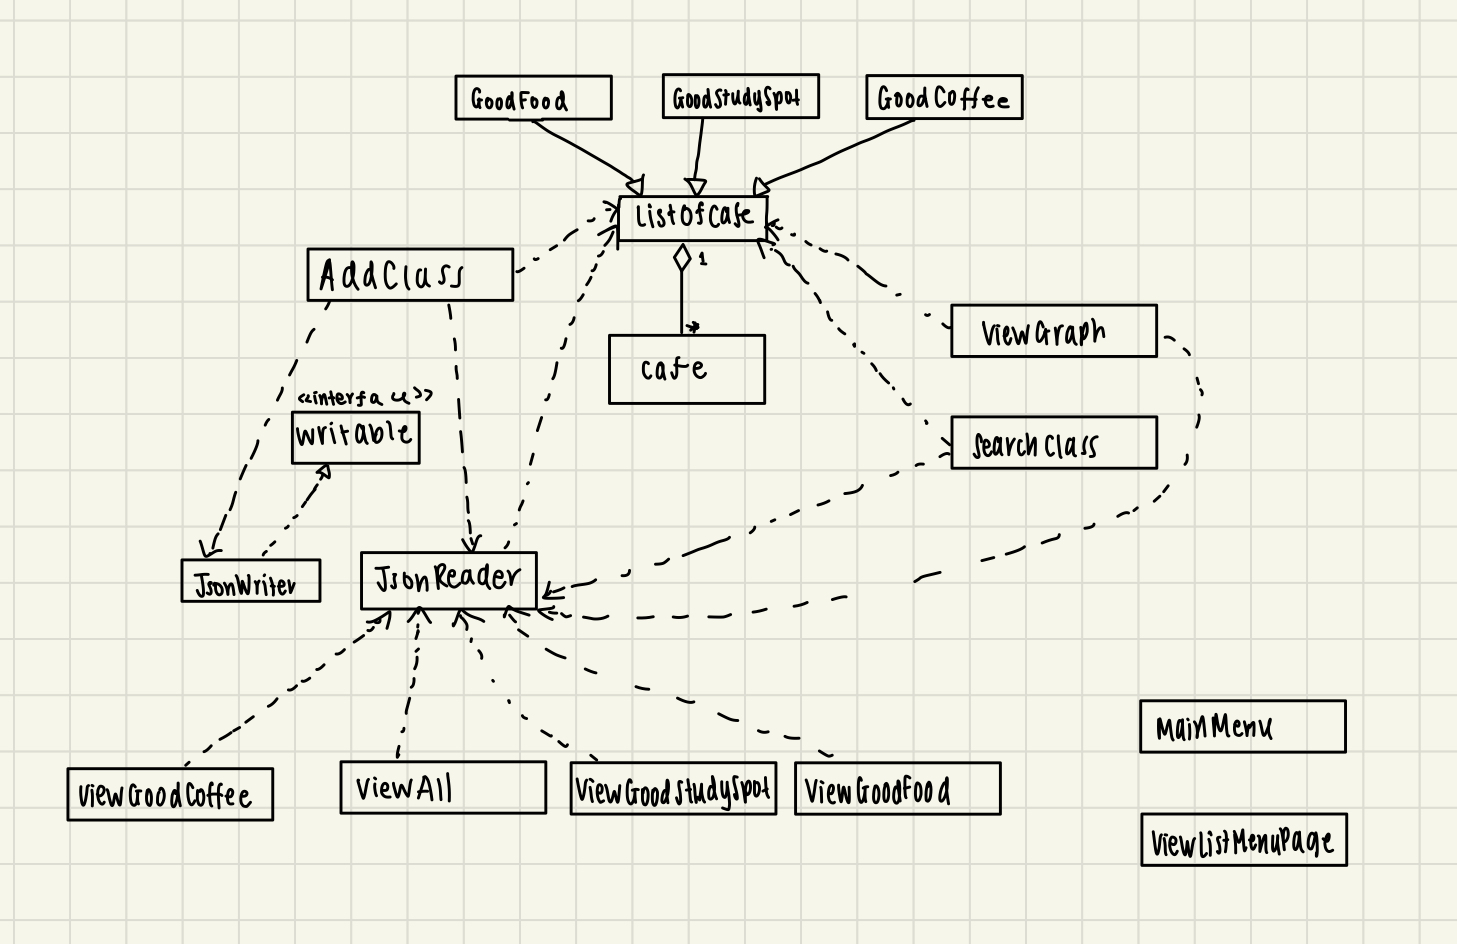 GoodFood
GoodStudySpot
GoodCoffee
ListOfCafe
AddClass
1
*
ViewGraph
cafe
<<interface>>
writable
SearchClass
JsonWriter
JsonReader
MainMenu
ViewGoodCoffee
ViewAll
ViewGoodStudySpot
ViewGoodFood
ViewListMenuPage